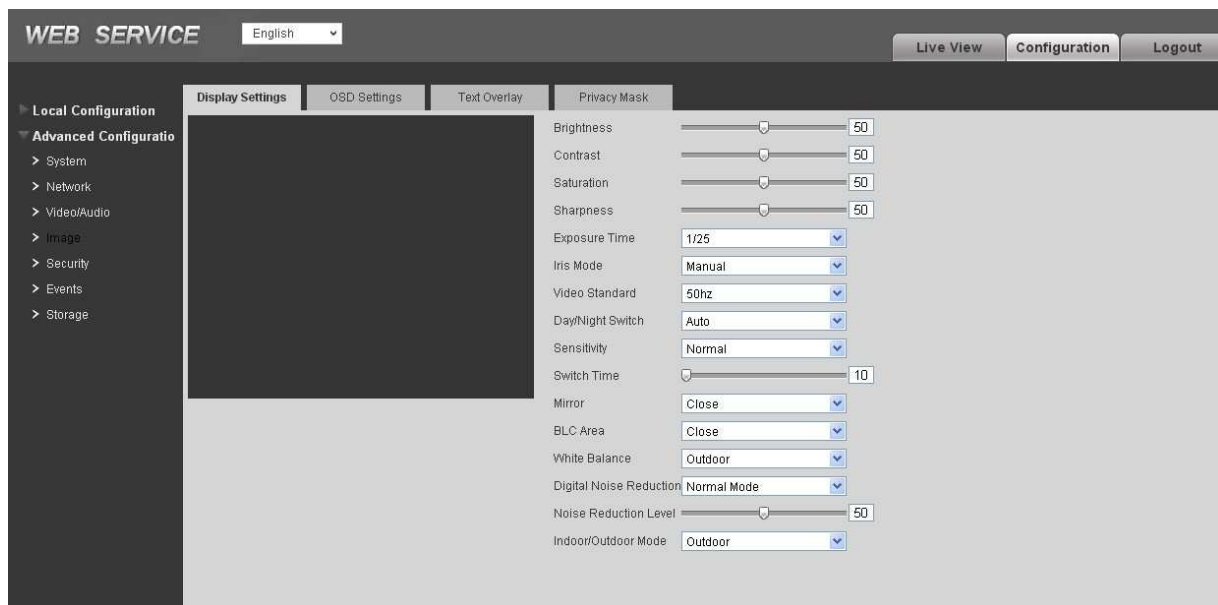 WEB SERVICE
English
Live View
Configuration
Logout
Local Configuration
Advanced Configuratio
System
Network
Video/Audio
Image
Security
Events
Storage
Display Settings
OSD Settings
Text Overlay
Privacy Mask
Brightness 50
Contrast 50
Saturation 50
Sharpness 50
Exposure Time 1/25
Iris Mode Manual
Video Standard 50hz
Day/Night Switch Auto
Sensitivity Normal
Switch Time 10
Mirror Close
BLC Area Close
White Balance Outdoor
Digital Noise Reduction Normal Mode
Noise Reduction Level 50
Indoor/Outdoor Mode Outdoor